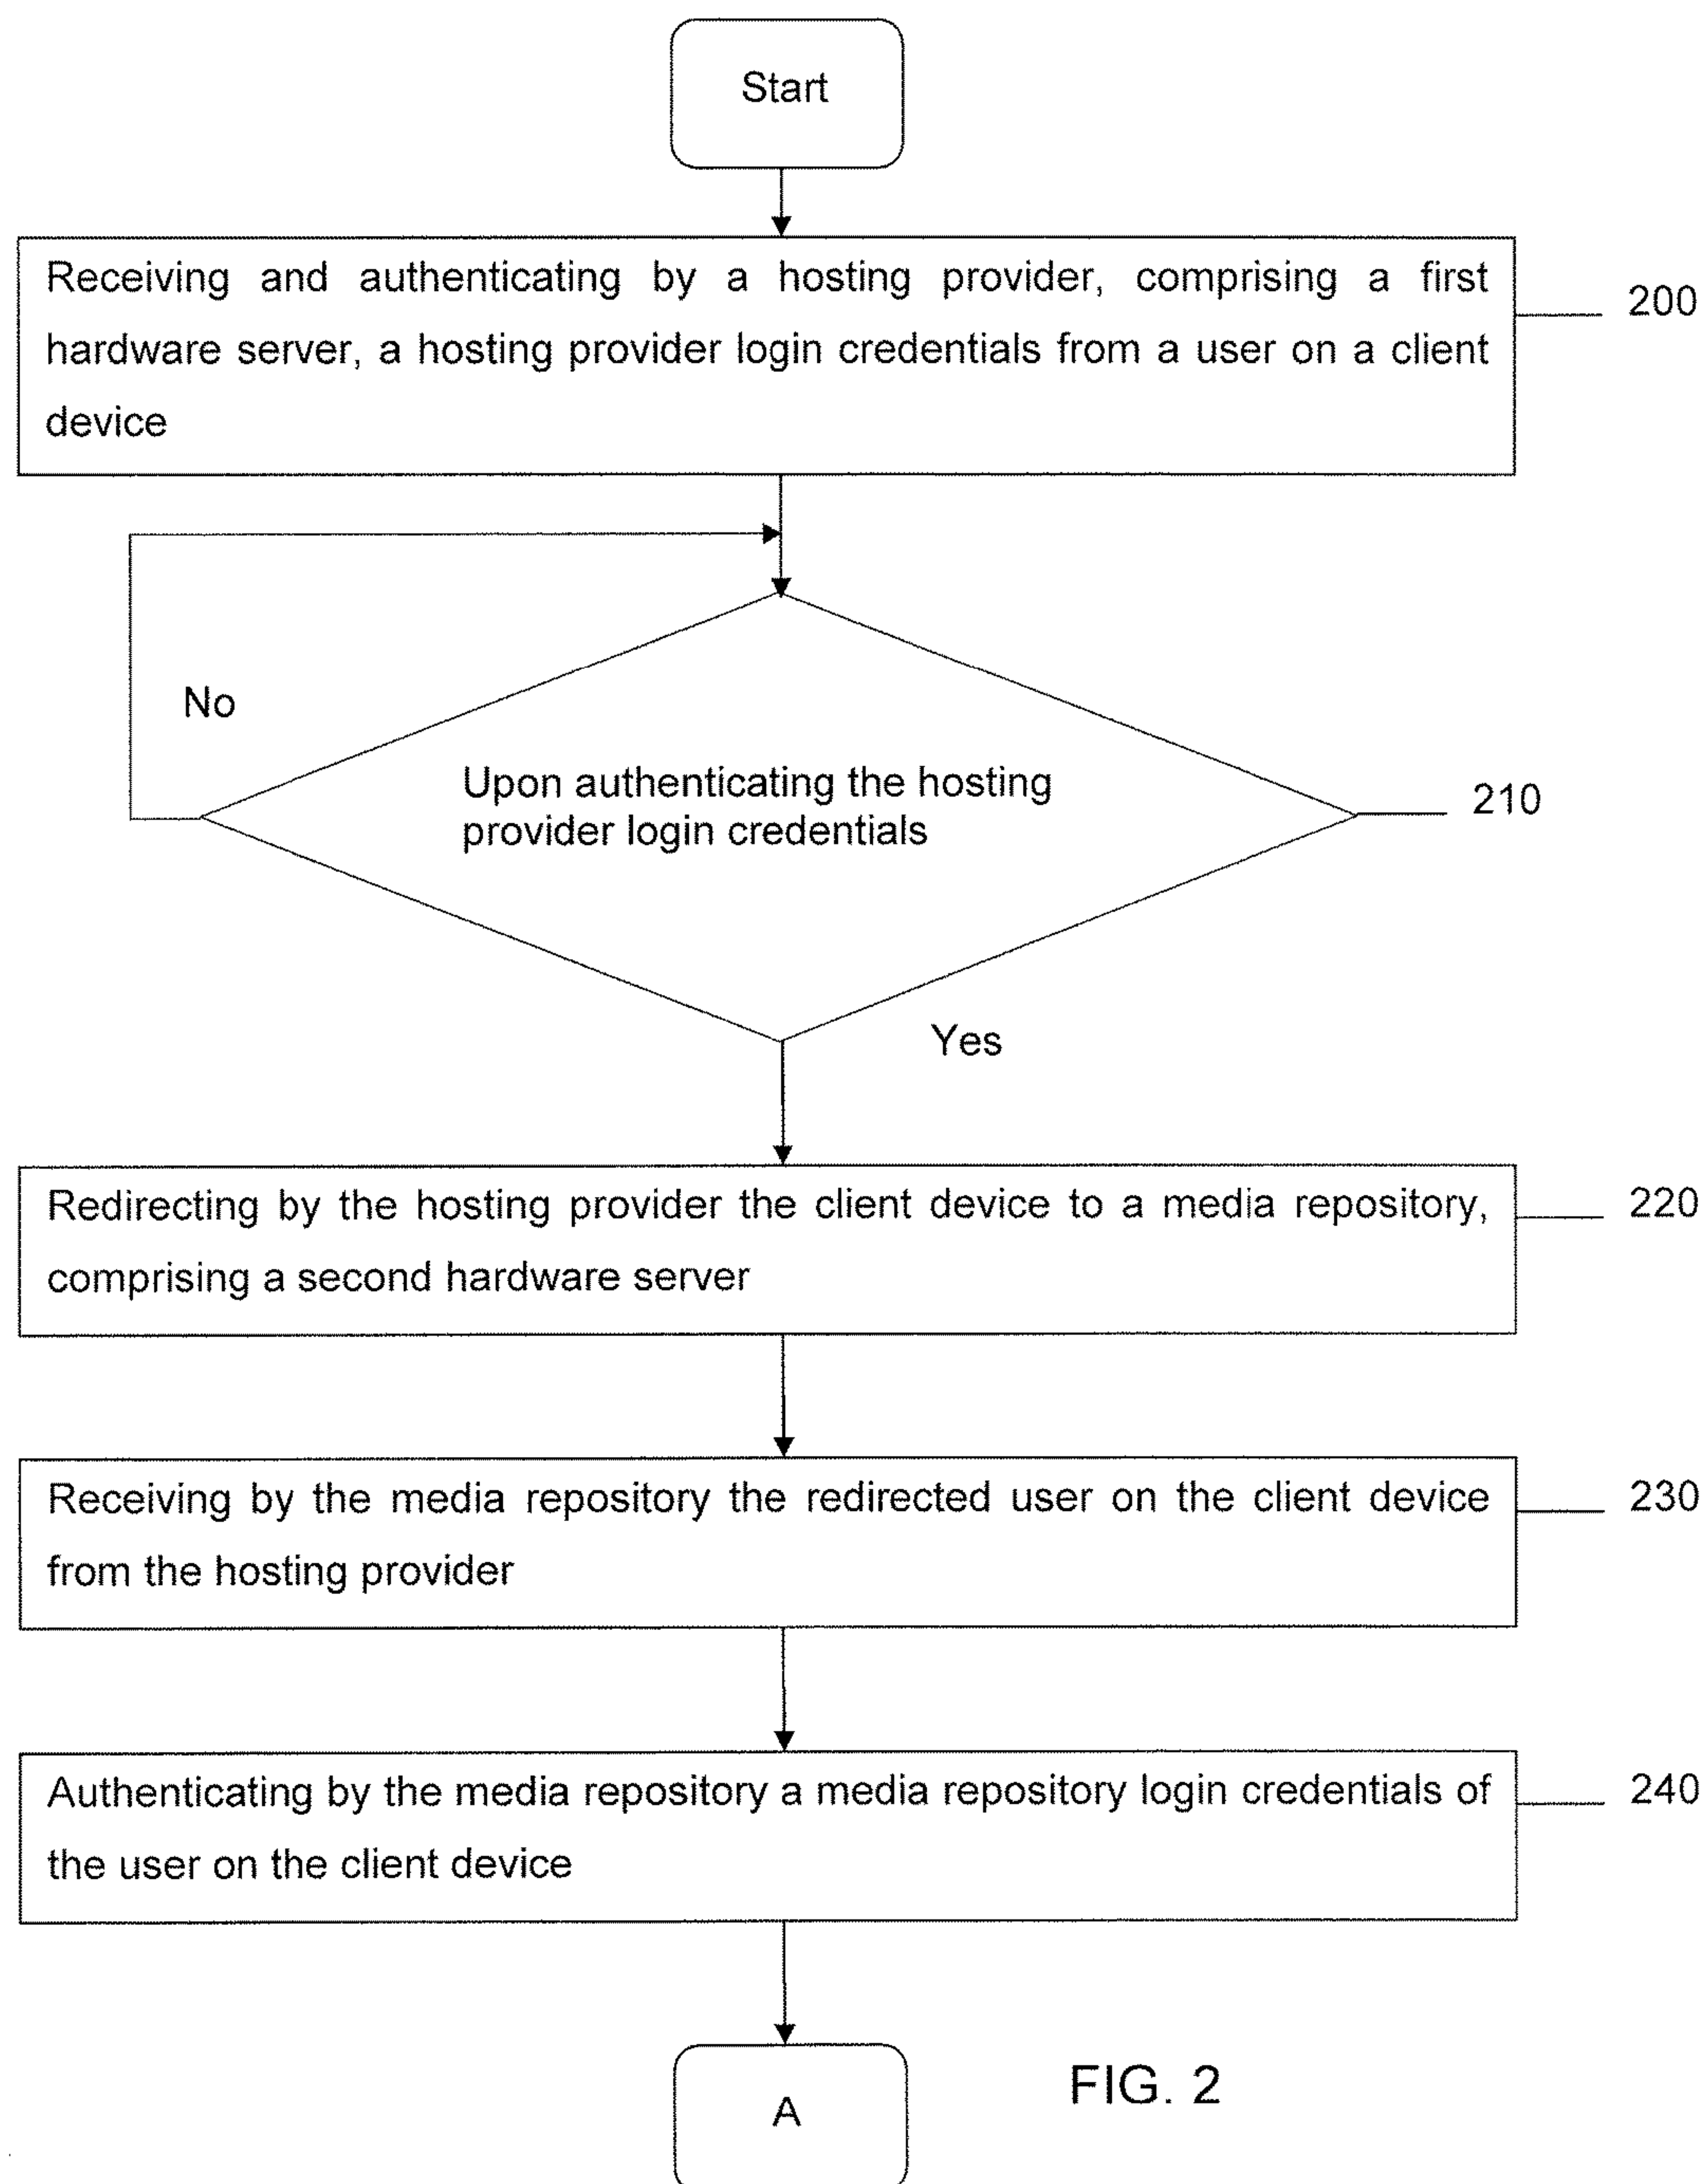 Start
Receiving and authenticating by a hosting provider, comprising a first
hardware server, a hosting provider login credentials from a user on a client
device
200
No
Upon authenticating the hosting
provider login credentials
210
Yes
Redirecting by the hosting provider the client device to a media repository,
comprising a second hardware server
220
Receiving by the media repository the redirected user on the client device
from the hosting provider
230
Authenticating by the media repository a media repository login credentials of
the user on the client device
240
A
FIG. 2